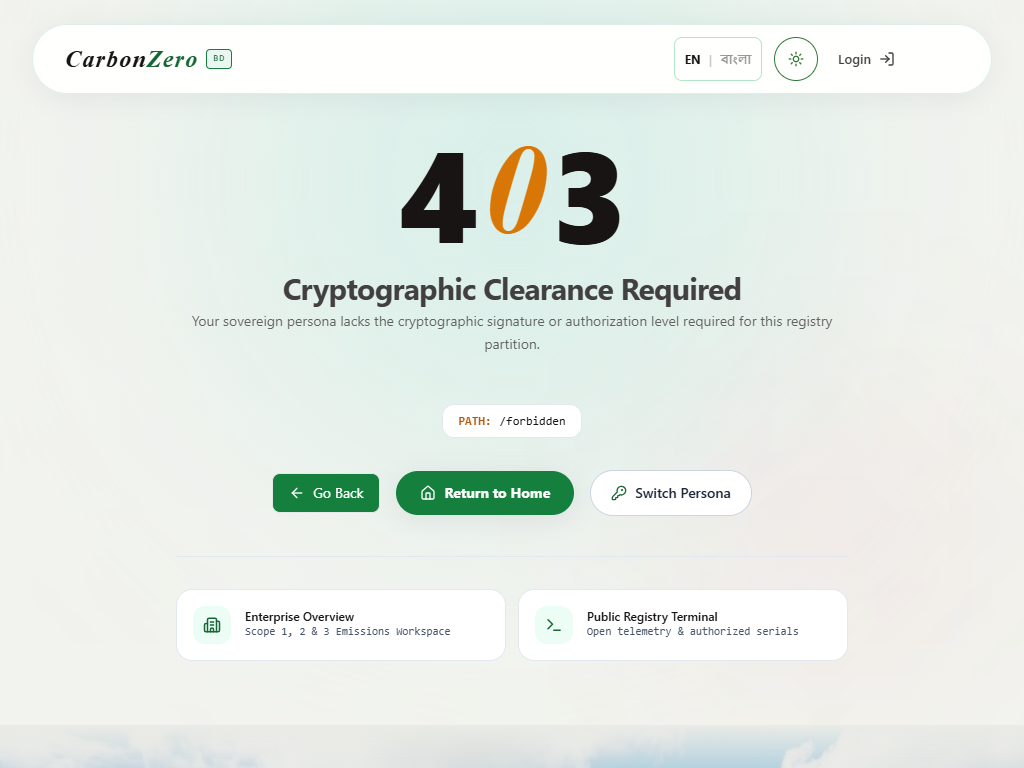 CarbonZero BD
EN | বাংলা
Login
403
Cryptographic Clearance Required
Your sovereign persona lacks the cryptographic signature or authorization level required for this registry
partition.
PATH: /forbidden
Go Back
Return to Home
Switch Persona
Enterprise Overview
Scope 1, 2 & 3 Emissions Workspace
Public Registry Terminal
Open telemetry & authorized serials